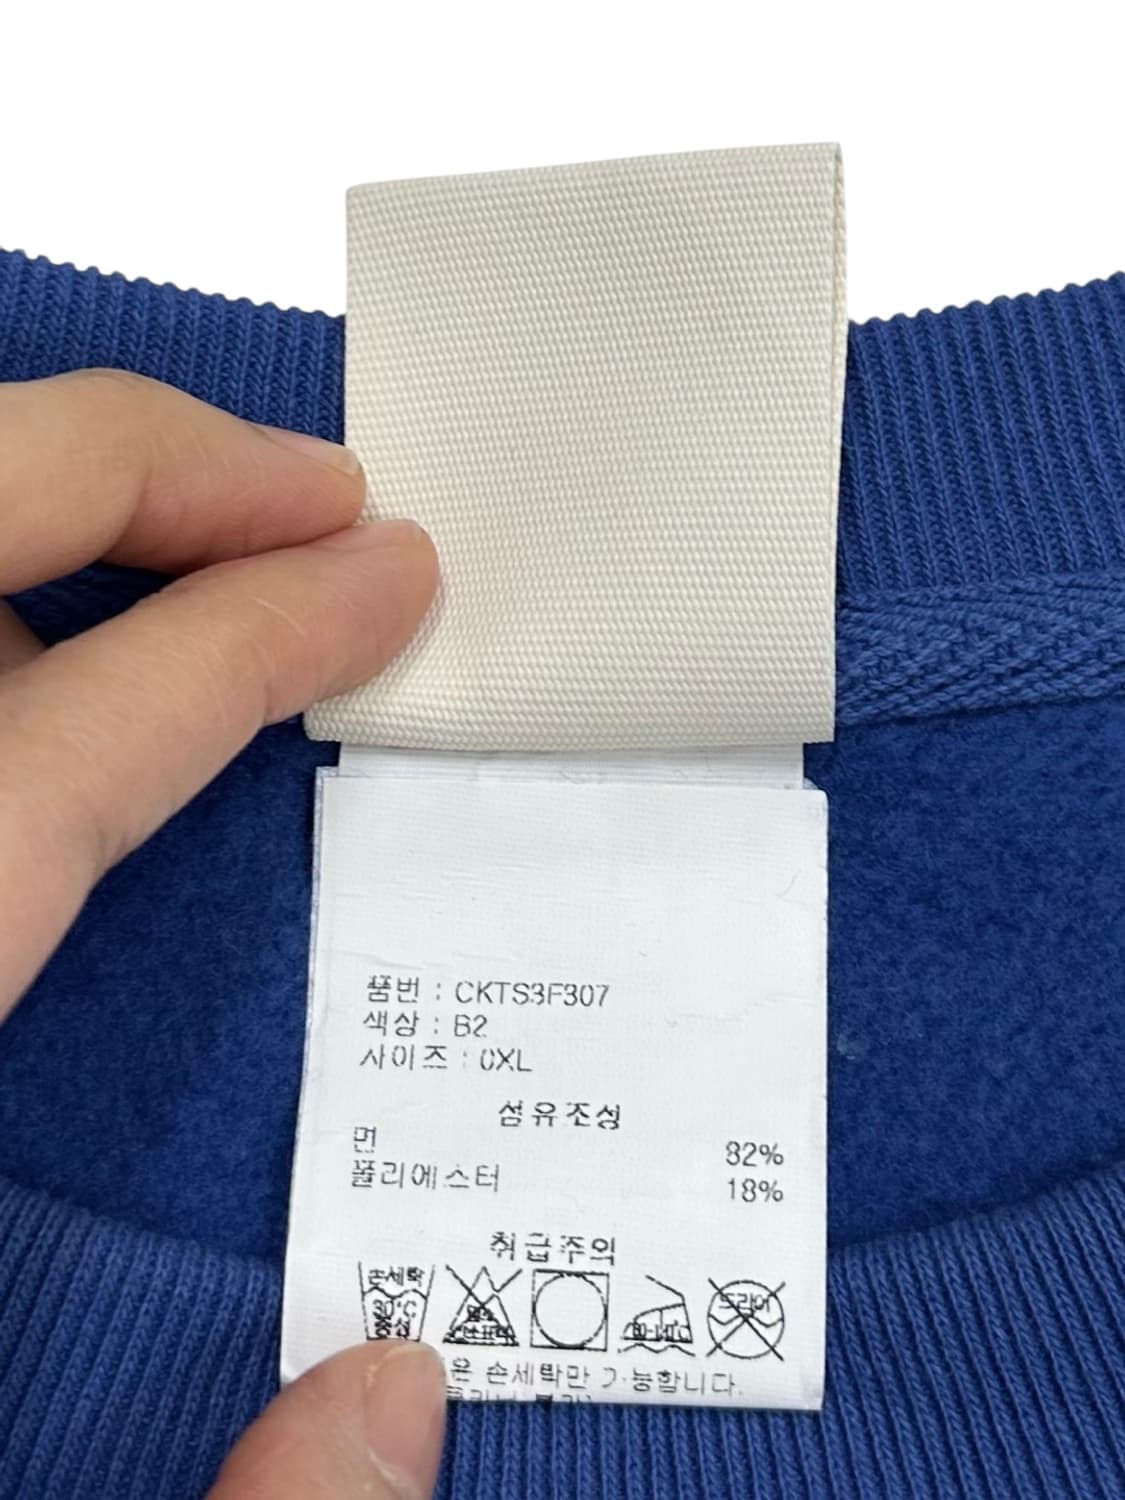 품번 : CKTS3F307
색상 : B2
사이즈 : 0XL
섬유조성
면 82%
폴리에스터 18%
취급주의
손세탁
30°C
드라이
은 손세탁만 가능합니다.